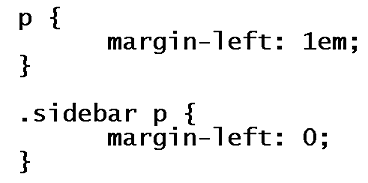 p {
        margin-left: 1em;
}

.sidebar p {
        margin-left: 0;
}